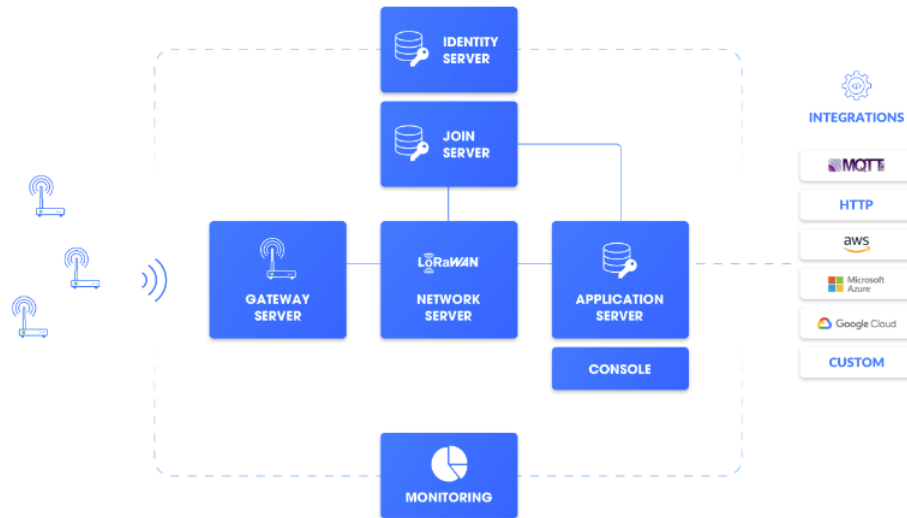 IDENTITY
SERVER
JOIN
SERVER
INTEGRATIONS
MQTT
HTTP
aws
LoRaWAN
GATEWAY
SERVER
NETWORK
SERVER
APPLICATION
SERVER
Microsoft
Azure
Google Cloud
CONSOLE
CUSTOM
MONITORING